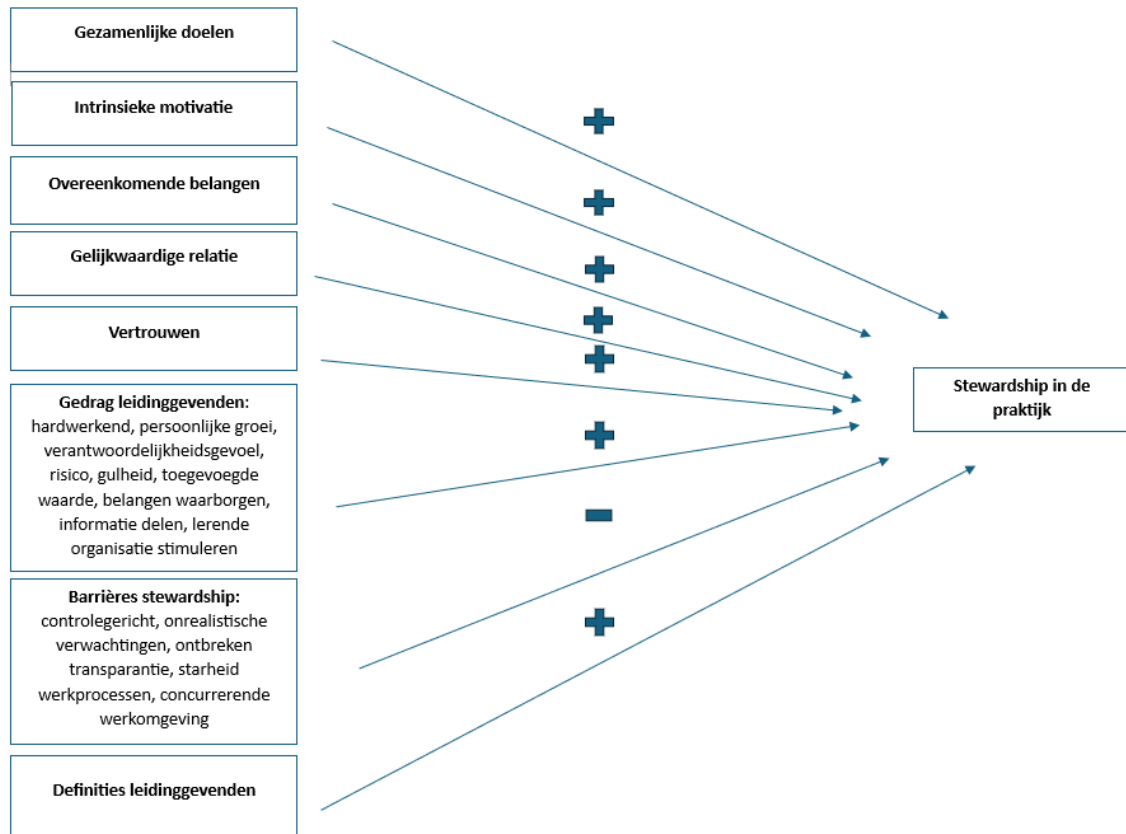 Gezamenlijke doelen
Intrinsieke motivatie
Overeenkomende belangen
Gelijkwaardige relatie
Vertrouwen
Gedrag leidinggevenden:
hardwerkend, persoonlijke groei,
verantwoordelijkheidsgevoel,
risico, gulheid, toegevoegde
waarde, belangen waarborgen,
informatie delen, lerende
organisatie stimuleren
Barrières stewardship:
controlegericht, onrealistische
verwachtingen, ontbreken
transparantie, starheid
werkprocessen, concurrerende
werkomgeving
Definities leidinggevenden
Stewardship in de
praktijk